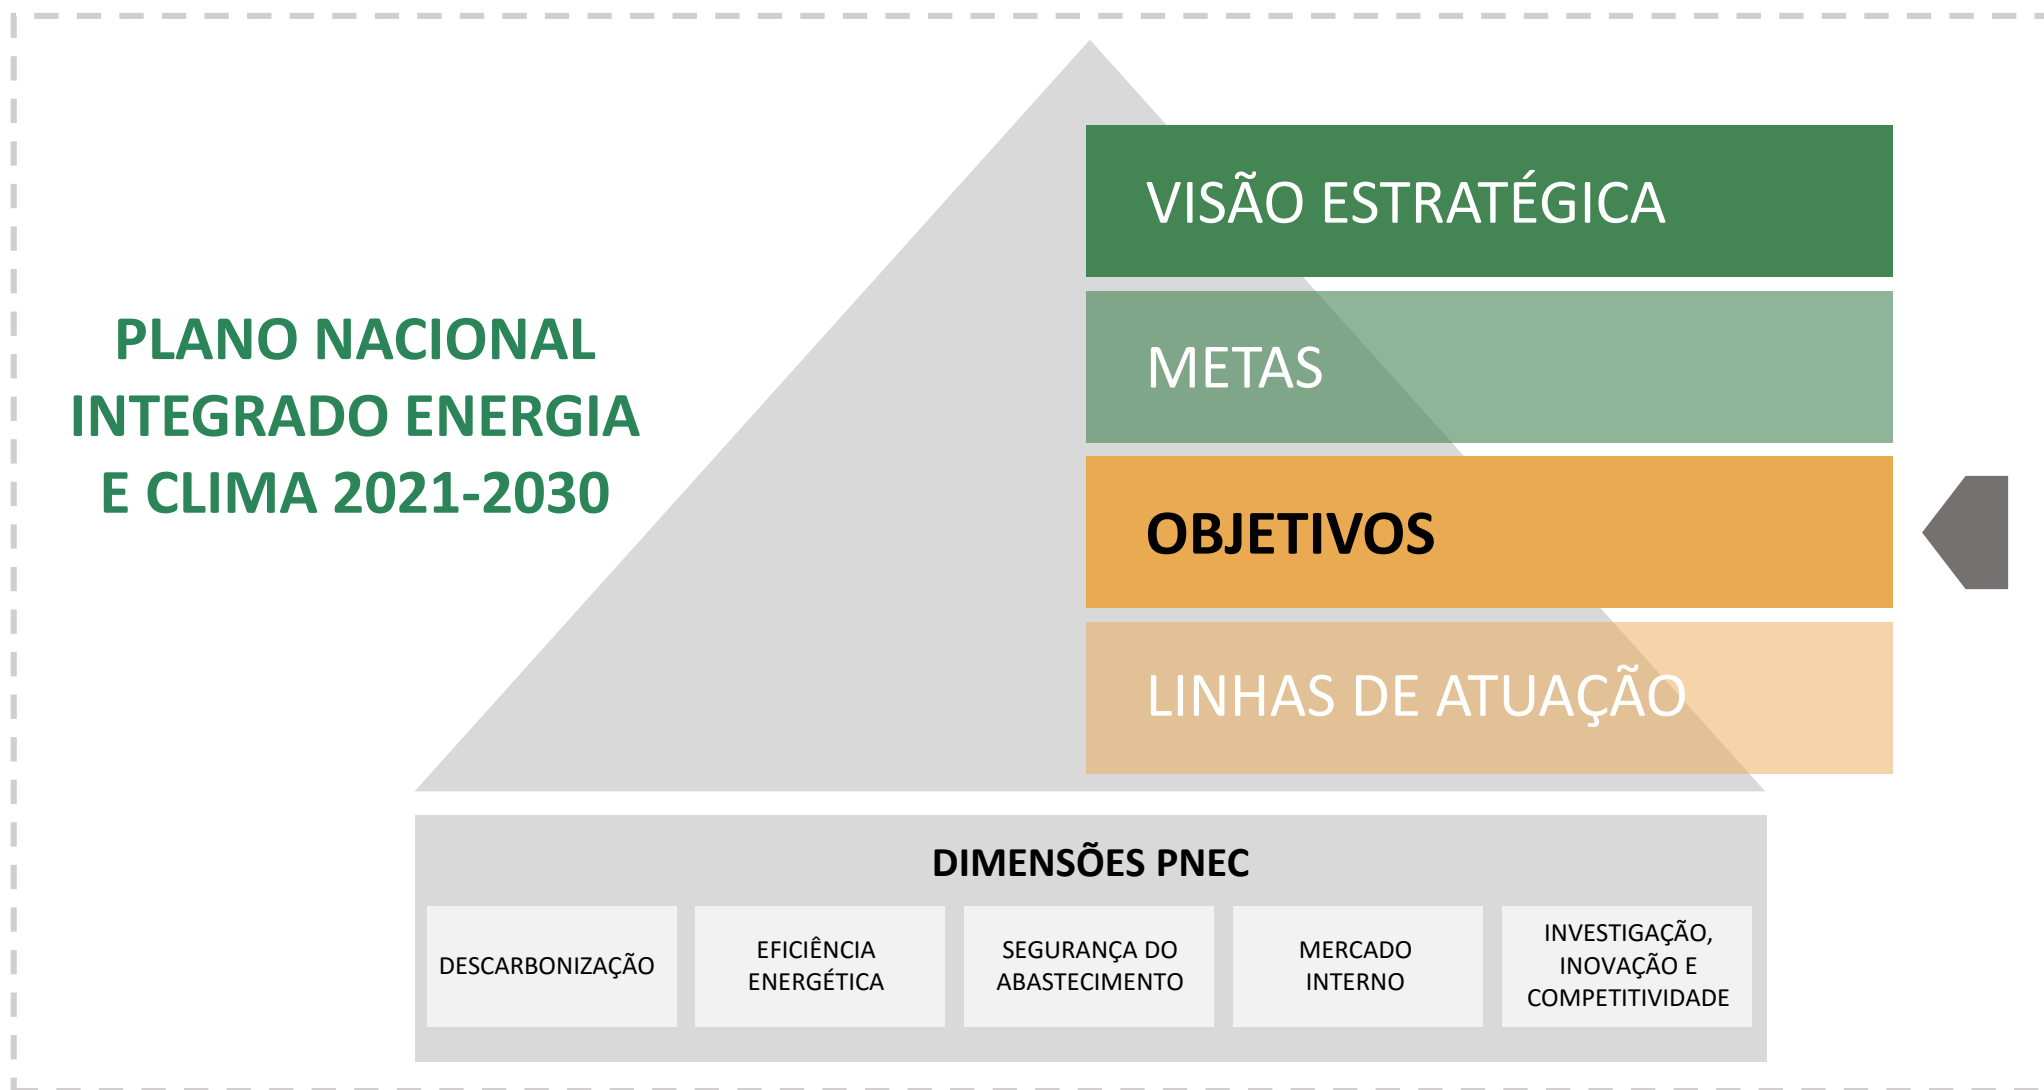 PLANO NACIONAL
INTEGRADO ENERGIA
E CLIMA 2021-2030
VISÃO ESTRATÉGICA
METAS
OBJETIVOS
LINHAS DE ATUAÇÃO
DIMENSÕES PNEC
DESCARBONIZAÇÃO
EFICIÊNCIA
ENERGÉTICA
SEGURANÇA DO
ABASTECIMENTO
MERCADO
INTERNO
INVESTIGAÇÃO,
INOVAÇÃO E
COMPETITIVIDADE